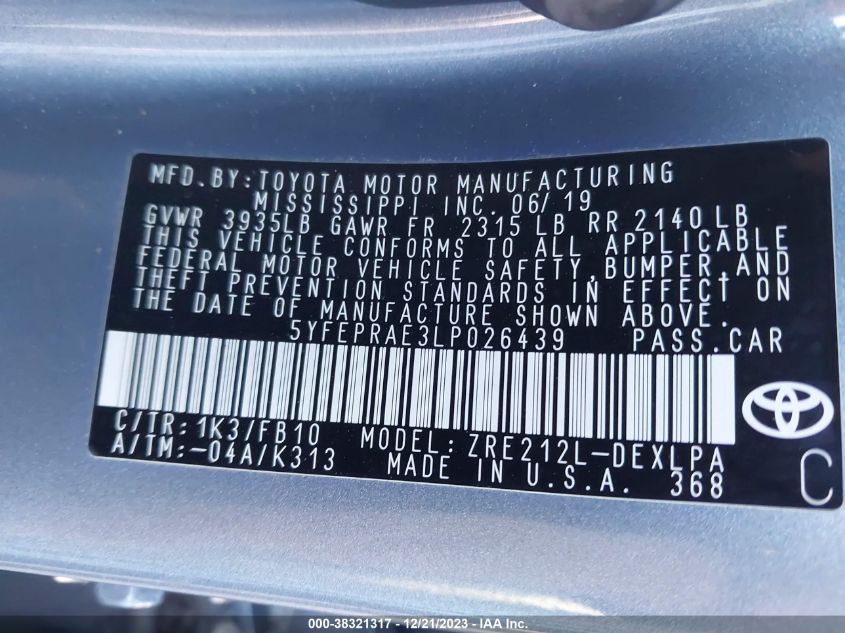 MFD.BY:TOYOTA MOTOR MANUFACTURING
MISSISSIPPI INC. 06/19
GVWR 3935LB GAWR FR 2315 LB RR 2140 LB
THIS VEHICLE CONFORMS TO ALL APPLICABLE
FEDERAL MOTOR VEHICLE SAFETY,BUMPER,AND
THEFT PREVENTION STANDARDS IN EFFECT ON
THE DATE OF MANUFACTURE SHOWN ABOVE.
5YFEPRAE3LP026439 PASS.CAR
C/TR:1K3/FB10 MODEL:ZRE212L-DEXLPA
A/TM:-04A/K313 MADE IN U.S.A. 368
C
000-38321317 - 12/21/2023 - IAA Inc.